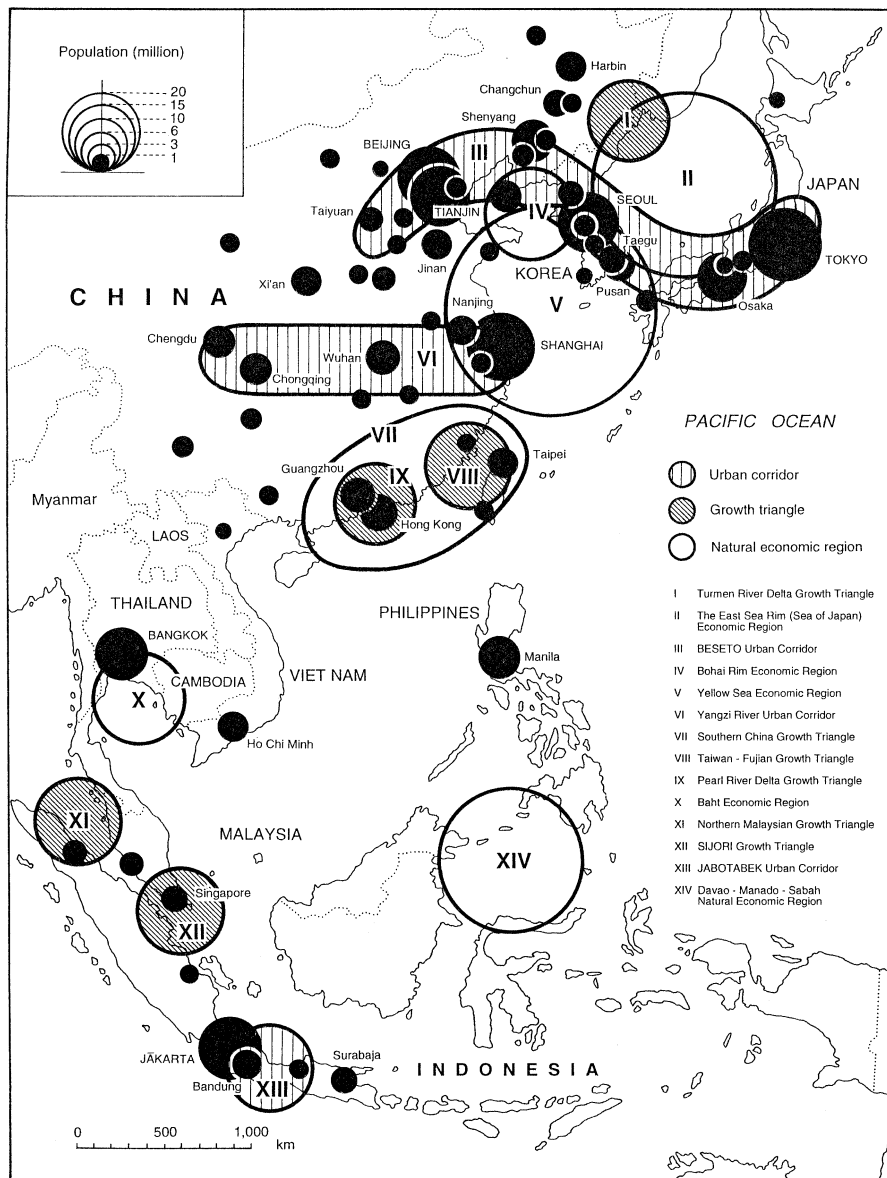 Population (million)
20
15
10
6
3
1
Harbin
Changchun
Shenyang
BEIJING
III
I
II
JAPAN
TIANJIN
IV
SEOUL
Taiyuan
Taegu
TOKYO
Jinan
KOREA
Xi'an
Pusan
Osaka
CHINA
Nanjing
V
Chengdu
Wuhan
VI
SHANGHAI
Chongqing
PACIFIC OCEAN
VII
Guangzhou
IX
VIII
Taipei
Urban corridor
Myanmar
Hong Kong
Growth triangle
LAOS
Natural economic region
THAILAND
PHILIPPINES
BANGKOK
Manila
CAMBODIA
VIET NAM
X
Ho Chi Minh
I Turmen River Delta Growth Triangle
II The East Sea Rim (Sea of Japan)
Economic Region
III BESETO Urban Corridor
IV Bohai Rim Economic Region
V Yellow Sea Economic Region
VI Yangzi River Urban Corridor
VII Southern China Growth Triangle
VIII Taiwan - Fujian Growth Triangle
IX Pearl River Delta Growth Triangle
X Baht Economic Region
XI Northern Malaysian Growth Triangle
XII SIJORI Growth Triangle
XIII JABOTABEK Urban Corridor
XIV Davao - Manado - Sabah
Natural Economic Region
XI
MALAYSIA
XIV
Singapore
XII
JĀKARTA
Surabaja
INDONESIA
Bandung
XIII
0 500 1,000
km